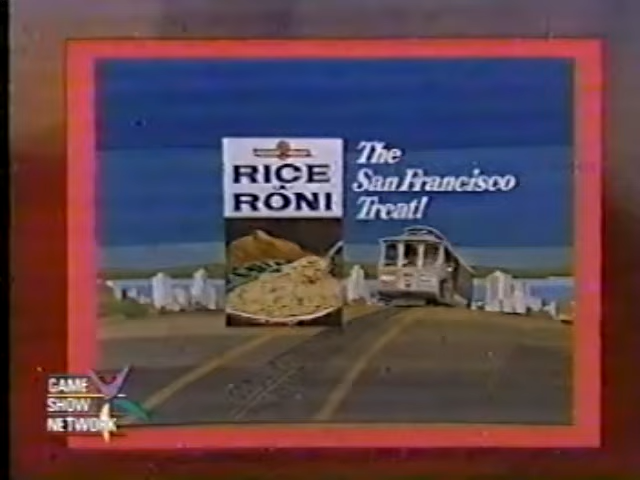 RICE
A
RONI
The
San Francisco
Treat!
GAME
SHOW
NETWORK